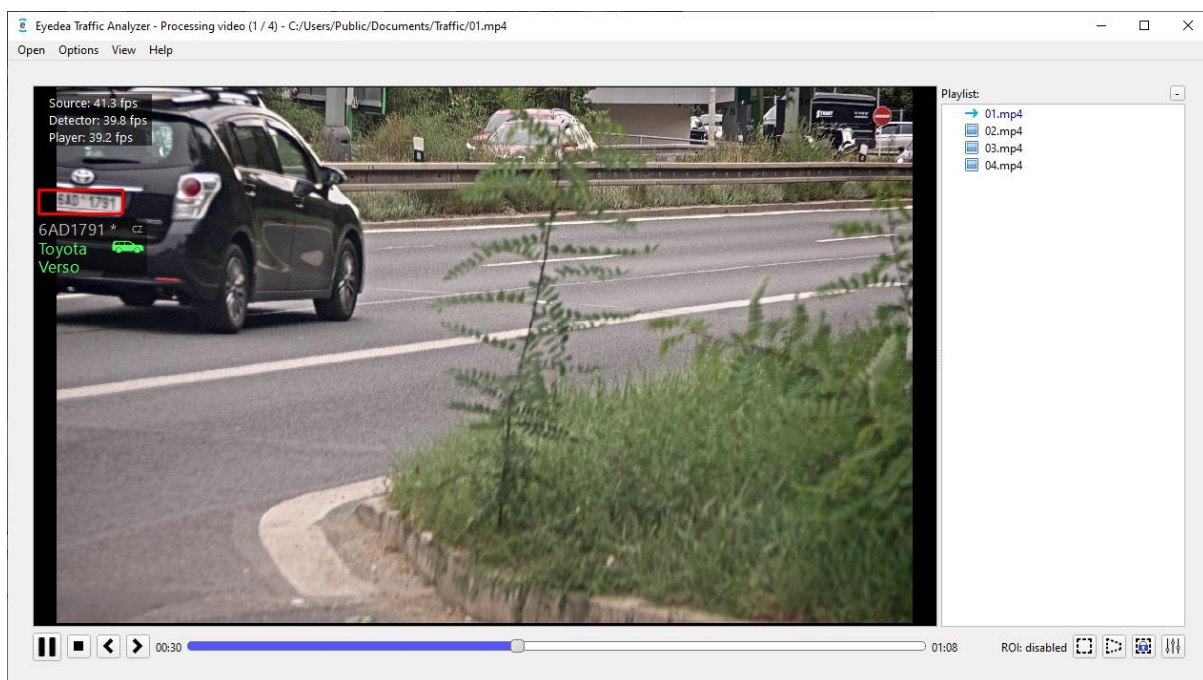 Eyedea Traffic Analyzer - Processing video (1 / 4) - C:/Users/Public/Documents/Traffic/01.mp4
Open Options View Help
Source: 41.3 fps
Detector: 39.8 fps
Player: 39.2 fps
6AD 1791
6AD1791 * CZ
Toyota
Verso
Playlist:
01.mp4
02.mp4
03.mp4
04.mp4
00:30
01:08
ROI: disabled